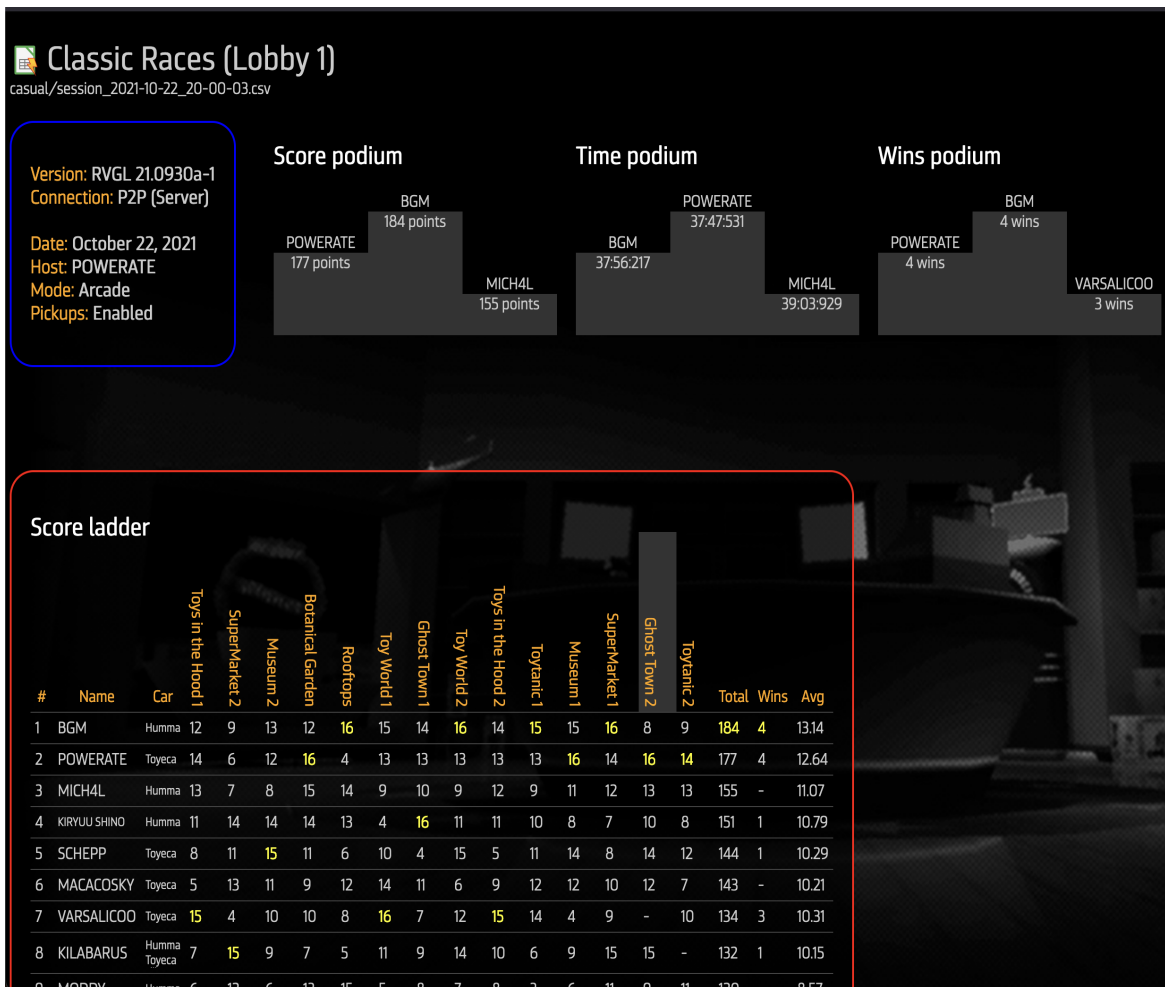 Classic Races (Lobby 1)
casual/session_2021-10-22_20-00-03.csv
Version: RVGL 21.0930a-1
Connection: P2P (Server)
Date: October 22, 2021
Host: POWERATE
Mode: Arcade
Pickups: Enabled
Score podium
BGM
184 points
POWERATE
177 points
MICH4L
155 points
Time podium
POWERATE
37:47:531
BGM
37:56:217
MICH4L
39:03:929
Wins podium
BGM
4 wins
POWERATE
4 wins
VARSALICOO
3 wins
Score ladder
# Name Car Toys in the Hood 1 SuperMarket 2 Museum 2 Botanical Garden Rooftops Toy World 1 Ghost Town 1 Toy World 2 Toys in the Hood 2 Toytanic 1 Museum 1 SuperMarket 1 Ghost Town 2 Toytanic 2 Total Wins Avg
1 BGM Humma 12 9 13 12 16 15 14 16 14 15 15 16 8 9 184 4 13.14
2 POWERATE Toyeca 14 6 12 16 4 13 13 13 13 13 16 14 16 14 177 4 12.64
3 MICH4L Humma 13 7 8 15 14 9 10 9 12 9 11 12 13 13 155 - 11.07
4 KIRYUU SHINO Humma 11 14 14 14 13 4 16 11 11 10 8 7 10 8 151 1 10.79
5 SCHEPP Toyeca 8 11 15 11 6 10 4 15 5 11 14 8 14 12 144 1 10.29
6 MACACOSKY Toyeca 5 13 11 9 12 14 11 6 9 12 12 10 12 7 143 - 10.21
7 VARSALICOO Toyeca 15 4 10 10 8 16 7 12 15 14 4 9 - 10 134 3 10.31
8 KILABARUS Humma Toyeca 7 15 9 7 5 11 9 14 10 6 9 15 15 - 132 1 10.15